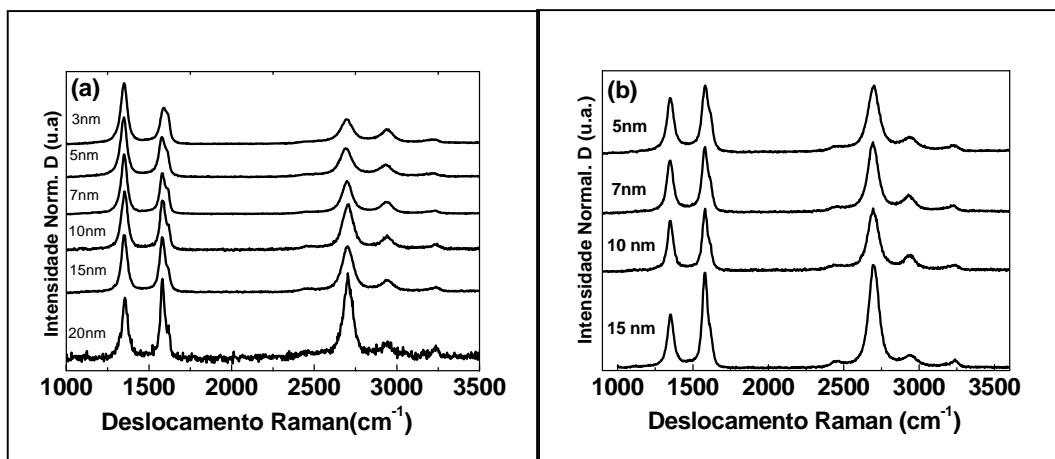 Intensidade Norm. D (u.a)
(a)
3nm
5nm
7nm
10nm
15nm
20nm
1000 1500 2000 2500 3000 3500
Deslocamento Raman(cm-1)
Intensidade Normal. D (u.a.)
(b)
5nm
7nm
10 nm
15 nm
1000 1500 2000 2500 3000 3500
Deslocamento Raman (cm-1)